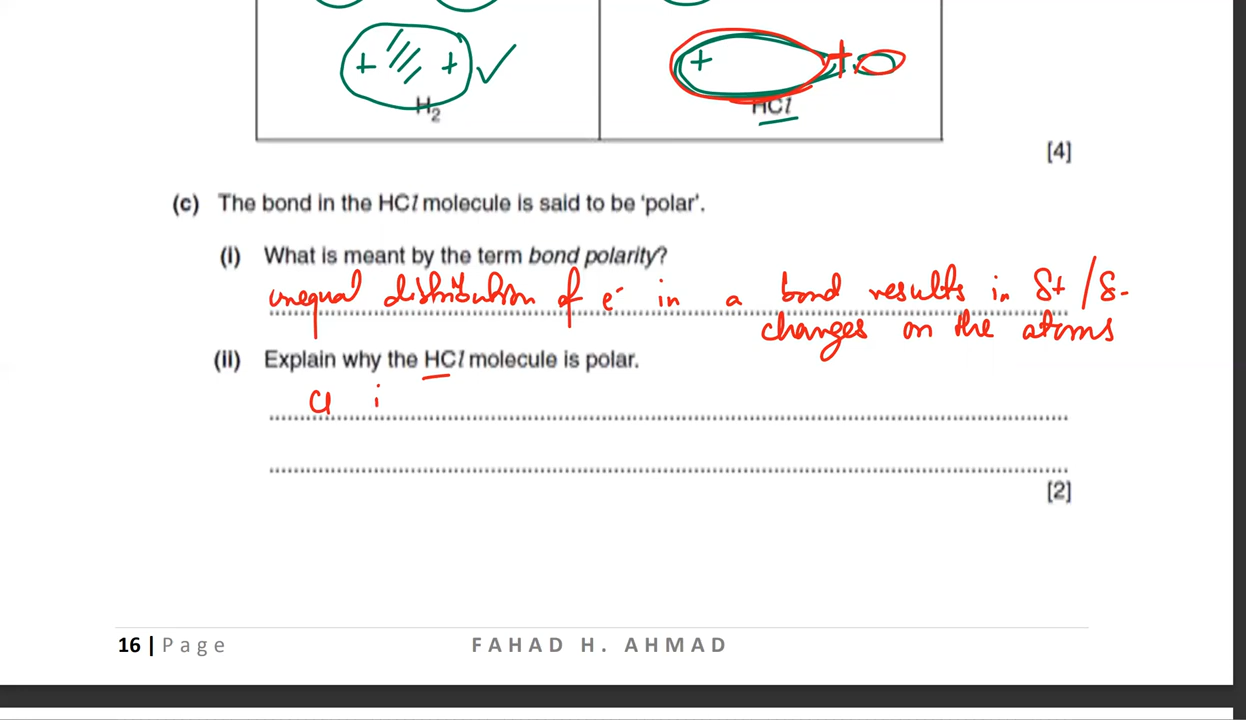 + +
H2
+
HCl
[4]
(c) The bond in the HCl molecule is said to be 'polar'.
(i) What is meant by the term bond polarity?
unequal distribution of e- in a bond results in δ+/δ-
changes on the atoms
(ii) Explain why the HCl molecule is polar.
Cl i
[2]
16 | Page FAHAD H. AHMAD